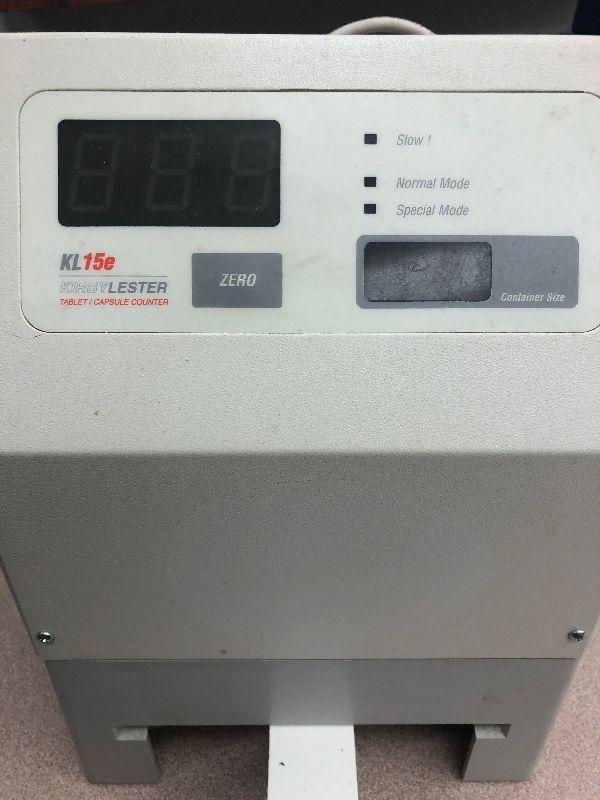 Slow !
Normal Mode
Special Mode
KL15e
KIRBYLESTER
TABLET / CAPSULE COUNTER
ZERO
Container Size